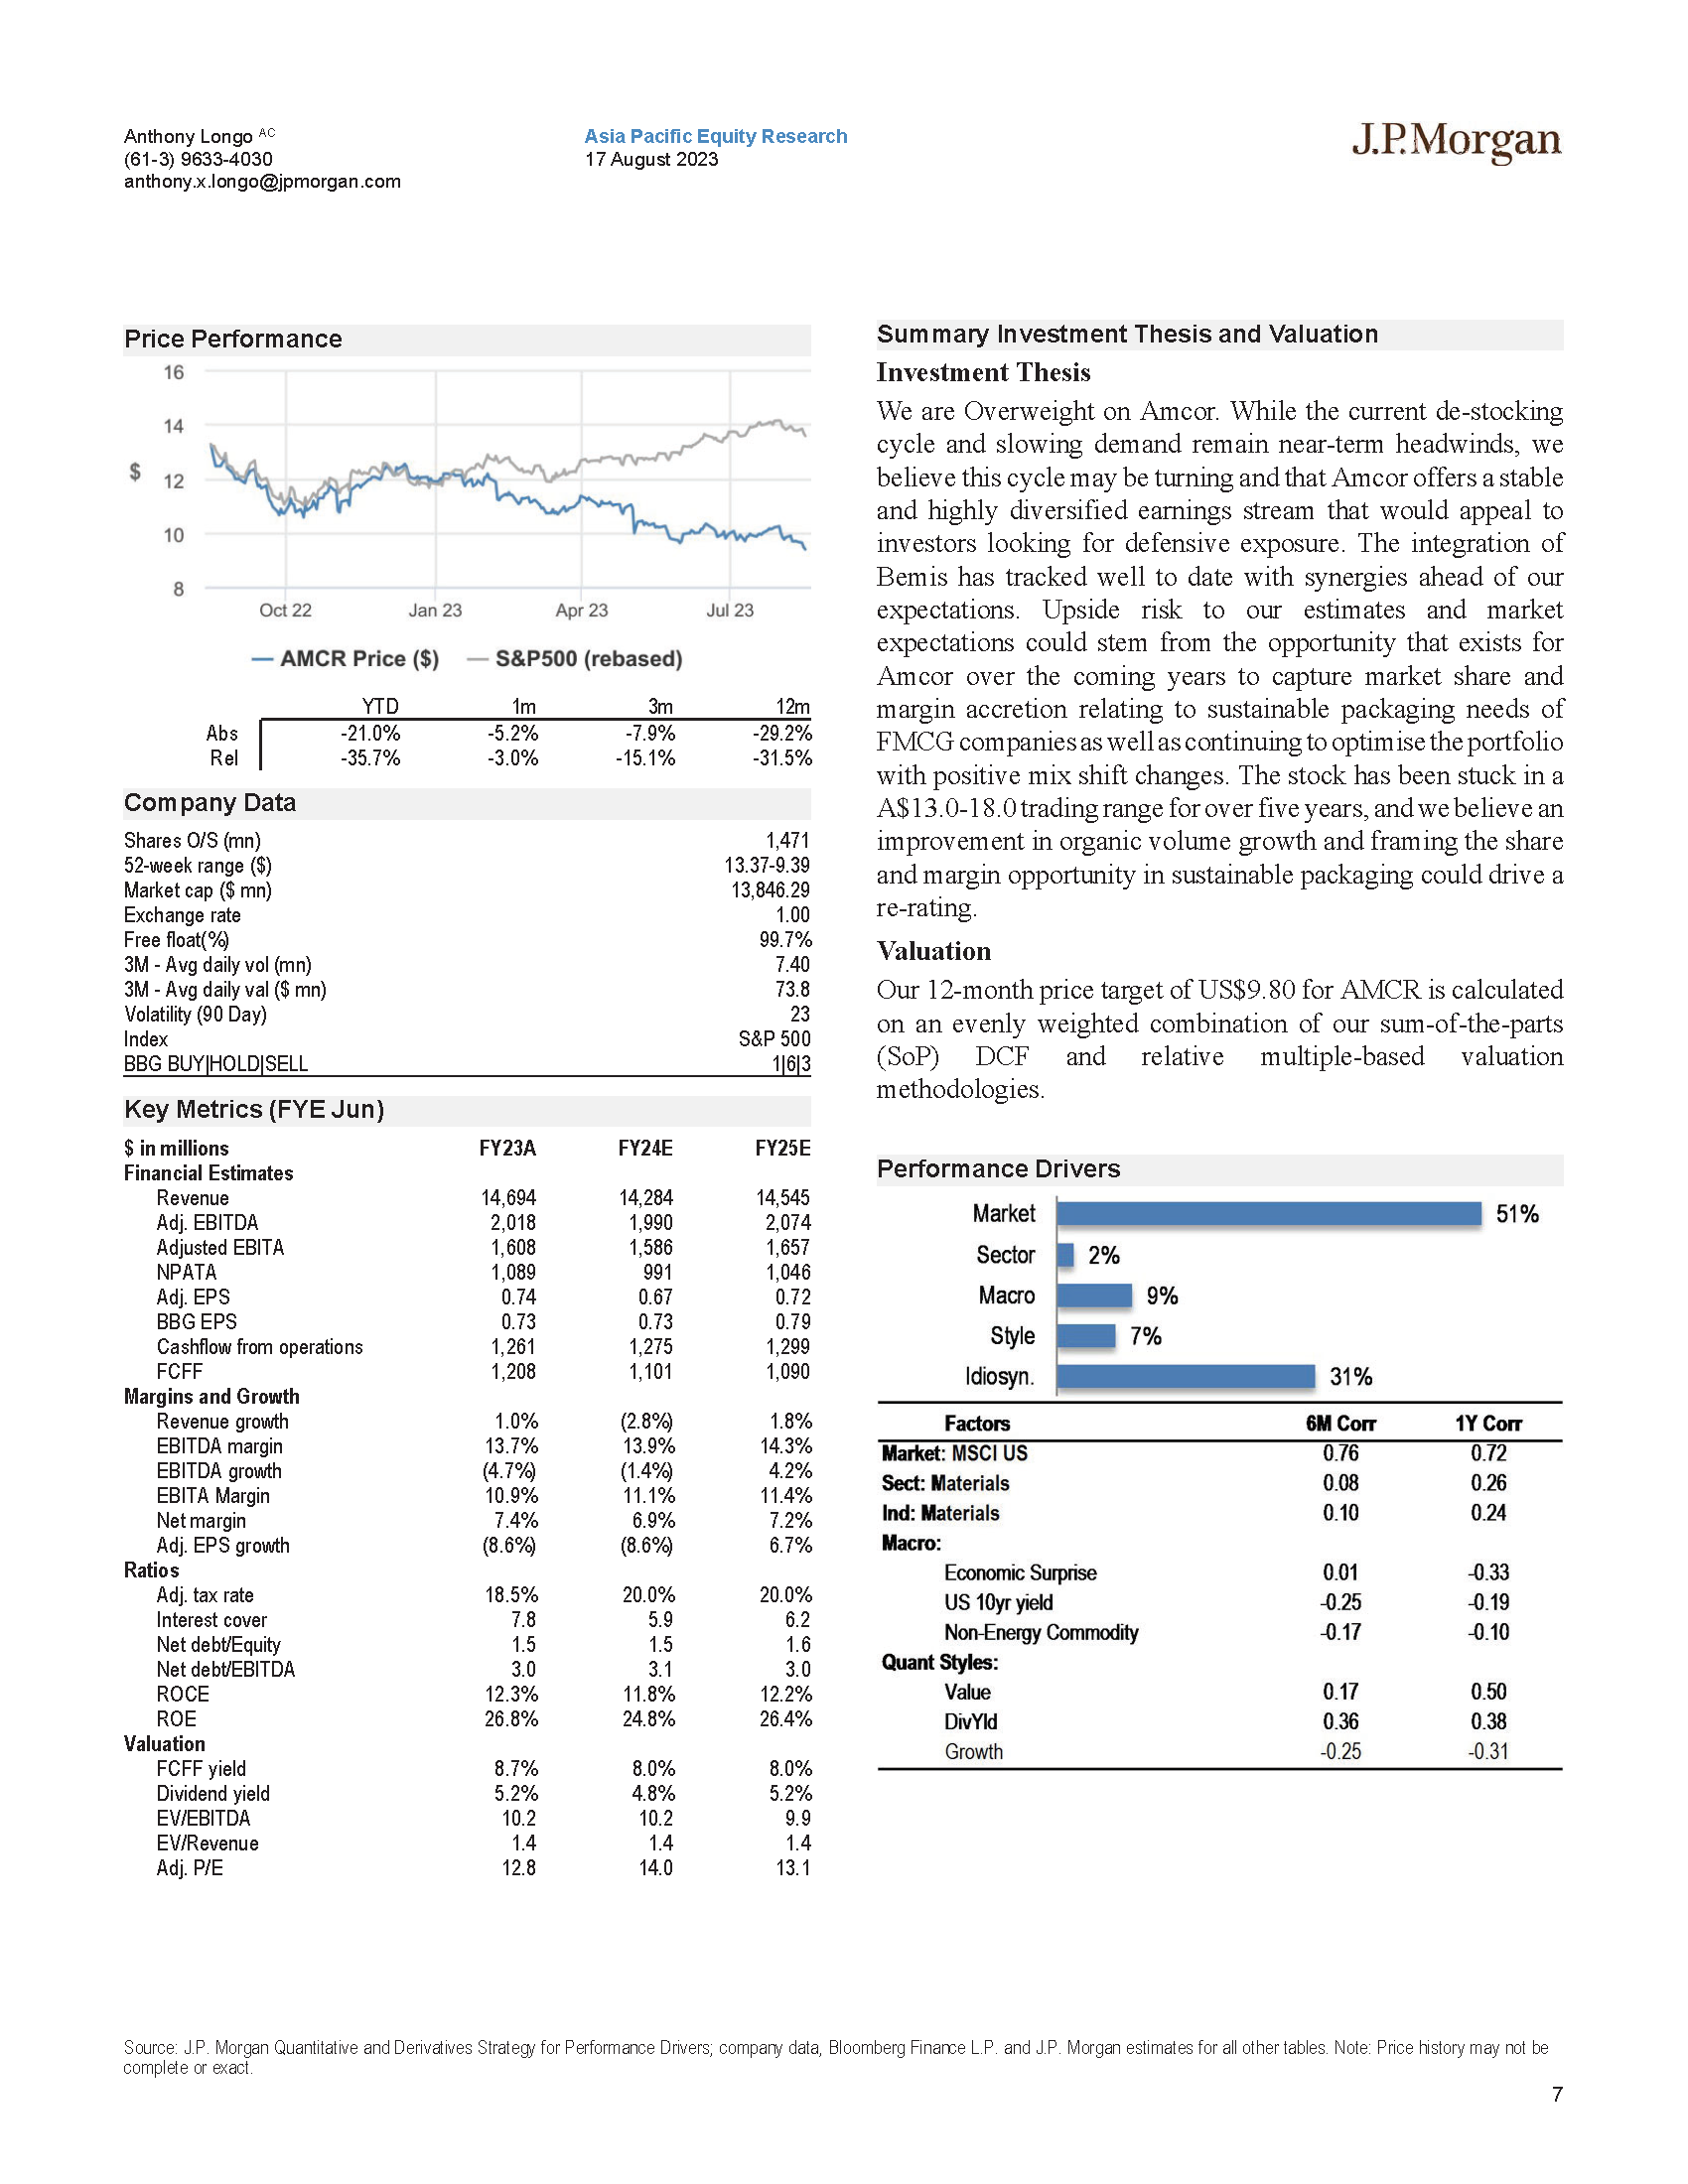 Anthony Longo AC
(61-3) 9633-4030
anthony.x.longo@jpmorgan.com
Asia Pacific Equity Research
17 August 2023
J.P.Morgan
Price Performance
16
14
$
12
10
8
Oct 22 Jan 23 Apr 23 Jul 23
AMCR Price ($) S&P500 (rebased)
YTD 1m 3m 12m
Abs -21.0% -5.2% -7.9% -29.2%
Rel -35.7% -3.0% -15.1% -31.5%
Company Data
Shares O/S (mn) 1,471
52-week range ($) 13.37-9.39
Market cap ($ mn) 13,846.29
Exchange rate 1.00
Free float(%) 99.7%
3M - Avg daily vol (mn) 7.40
3M - Avg daily val ($ mn) 73.8
Volatility (90 Day) 23
Index S&P 500
BBG BUY|HOLD|SELL 1|6|3
Key Metrics (FYE Jun)
$ in millions FY23A FY24E FY25E
Financial Estimates
Revenue 14,694 14,284 14,545
Adj. EBITDA 2,018 1,990 2,074
Adjusted EBITA 1,608 1,586 1,657
NPATA 1,089 991 1,046
Adj. EPS 0.74 0.67 0.72
BBG EPS 0.73 0.73 0.79
Cashflow from operations 1,261 1,275 1,299
FCFF 1,208 1,101 1,090
Margins and Growth
Revenue growth 1.0% (2.8%) 1.8%
EBITDA margin 13.7% 13.9% 14.3%
EBITDA growth (4.7%) (1.4%) 4.2%
EBITA Margin 10.9% 11.1% 11.4%
Net margin 7.4% 6.9% 7.2%
Adj. EPS growth (8.6%) (8.6%) 6.7%
Ratios
Adj. tax rate 18.5% 20.0% 20.0%
Interest cover 7.8 5.9 6.2
Net debt/Equity 1.5 1.5 1.6
Net debt/EBITDA 3.0 3.1 3.0
ROCE 12.3% 11.8% 12.2%
ROE 26.8% 24.8% 26.4%
Valuation
FCFF yield 8.7% 8.0% 8.0%
Dividend yield 5.2% 4.8% 5.2%
EV/EBITDA 10.2 10.2 9.9
EV/Revenue 1.4 1.4 1.4
Adj. P/E 12.8 14.0 13.1
Summary Investment Thesis and Valuation
Investment Thesis
We are Overweight on Amcor. While the current de-stocking
cycle and slowing demand remain near-term headwinds, we
believe this cycle may be turning and that Amcor offers a stable
and highly diversified earnings stream that would appeal to
investors looking for defensive exposure. The integration of
Bemis has tracked well to date with synergies ahead of our
expectations. Upside risk to our estimates and market
expectations could stem from the opportunity that exists for
Amcor over the coming years to capture market share and
margin accretion relating to sustainable packaging needs of
FMCG companies as well as continuing to optimise the portfolio
with positive mix shift changes. The stock has been stuck in a
A$13.0-18.0 trading range for over five years, and we believe an
improvement in organic volume growth and framing the share
and margin opportunity in sustainable packaging could drive a
re-rating.
Valuation
Our 12-month price target of US$9.80 for AMCR is calculated
on an evenly weighted combination of our sum-of-the-parts
(SoP) DCF and relative multiple-based valuation
methodologies.
Performance Drivers
Market 51%
Sector 2%
Macro 9%
Style 7%
Idiosyn. 31%
Factors 6M Corr 1Y Corr
Market: MSCI US 0.76 0.72
Sect: Materials 0.08 0.26
Ind: Materials 0.10 0.24
Macro:
Economic Surprise 0.01 -0.33
US 10yr yield -0.25 -0.19
Non-Energy Commodity -0.17 -0.10
Quant Styles:
Value 0.17 0.50
DivYld 0.36 0.38
Growth -0.25 -0.31
Source: J.P. Morgan Quantitative and Derivatives Strategy for Performance Drivers; company data, Bloomberg Finance L.P. and J.P. Morgan estimates for all other tables. Note: Price history may not be
complete or exact.
7